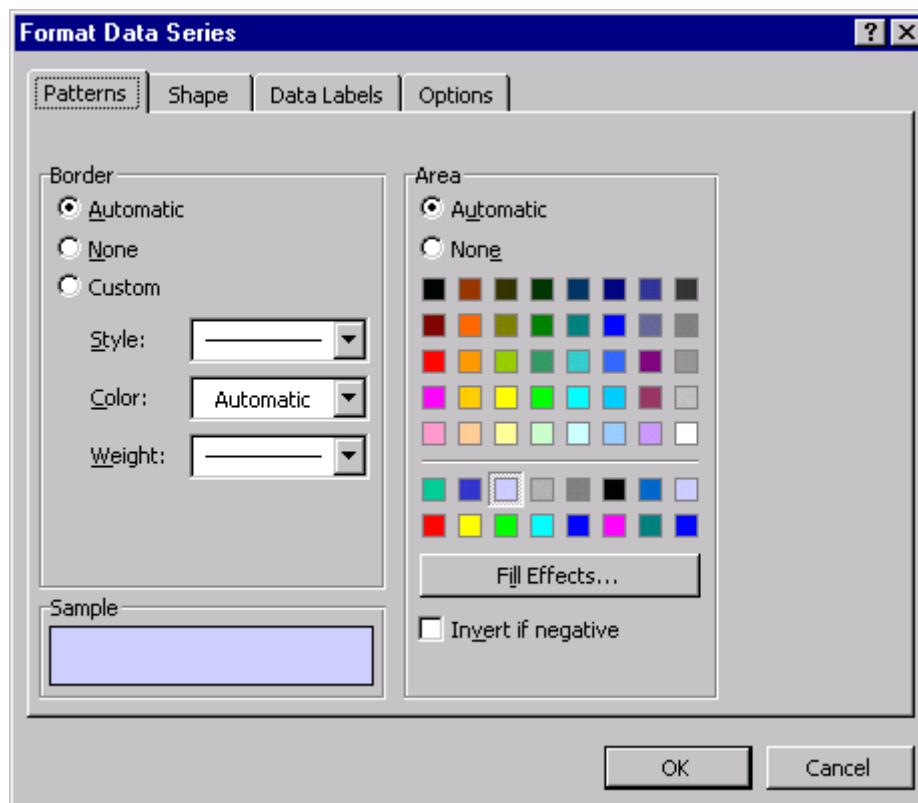 Format Data Series
Patterns Shape Data Labels Options
Border
Automatic
None
Custom
Style:
Color: Automatic
Weight:
Sample
Area
Automatic
None
Fill Effects...
Invert if negative
OK Cancel